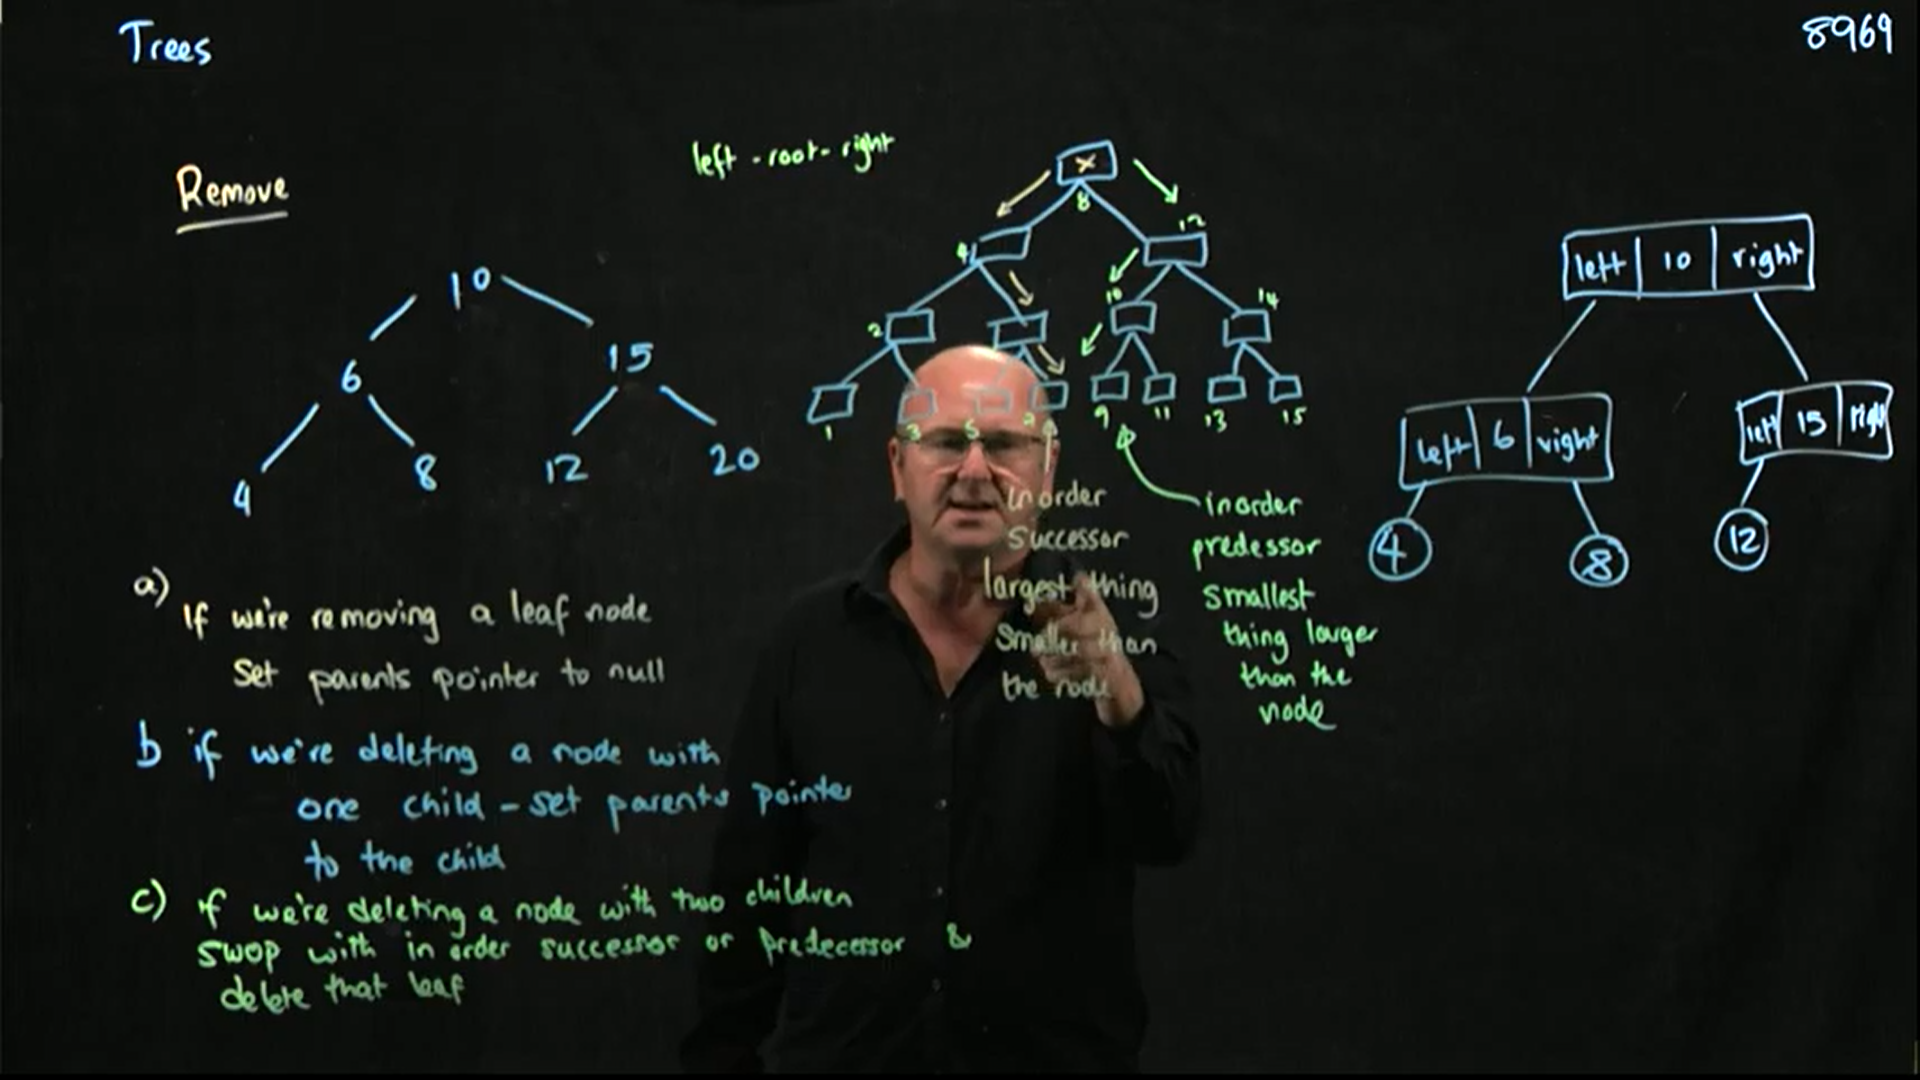 Trees
8969
Remove
left - root - right
10
6
15
4
8
12
20
x
8
4
12
2
10
14
1
3
5
7
9
11
13
15
in order
successor
largest thing
smaller than
the node
inorder
predessor
smallest
thing larger
than the
node
left 10 right
left 6 right
left 15 right
4
8
12
a)
If we're removing a leaf node
set parents pointer to null
b if we're deleting a node with
one child - set parents pointer
to the child
c) if we're deleting a node with two children
swop with in order successor or predecessor &
delete that leaf